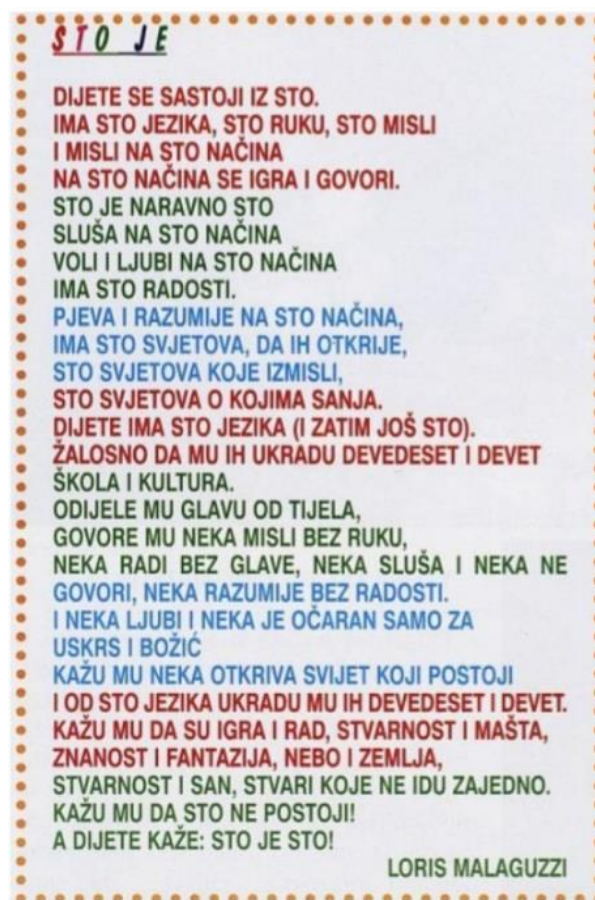 STO JE
DIJETE SE SASTOJI IZ STO.
IMA STO JEZIKA, STO RUKU, STO MISLI
I MISLI NA STO NAČINA
NA STO NAČINA SE IGRA I GOVORI.
STO JE NARAVNO STO
SLUŠA NA STO NAČINA
VOLI I LJUBI NA STO NAČINA
IMA STO RADOSTI.
PJEVA I RAZUMIJE NA STO NAČINA,
IMA STO SVJETOVA, DA IH OTKRIJE,
STO SVJETOVA KOJE IZMISLI,
STO SVJETOVA O KOJIMA SANJA.
DIJETE IMA STO JEZIKA (I ZATIM JOŠ STO).
ŽALOSNO DA MU IH UKRADU DEVEDESET I DEVET
ŠKOLA I KULTURA.
ODIJELE MU GLAVU OD TIJELA,
GOVORE MU NEKA MISLI BEZ RUKU,
NEKA RADI BEZ GLAVE, NEKA SLUŠA I NEKA NE
GOVORI, NEKA RAZUMIJE BEZ RADOSTI.
I NEKA LJUBI I NEKA JE OČARAN SAMO ZA
USKRS I BOŽIĆ
KAŽU MU NEKA OTKRIVA SVIJET KOJI POSTOJI
I OD STO JEZIKA UKRADU MU IH DEVEDESET I DEVET.
KAŽU MU DA SU IGRA I RAD, STVARNOST I MAŠTA,
ZNANOST I FANTAZIJA, NEBO I ZEMLJA,
STVARNOST I SAN, STVARI KOJE NE IDU ZAJEDNO.
KAŽU MU DA STO NE POSTOJI!
A DIJETE KAŽE: STO JE STO!
LORIS MALAGUZZI